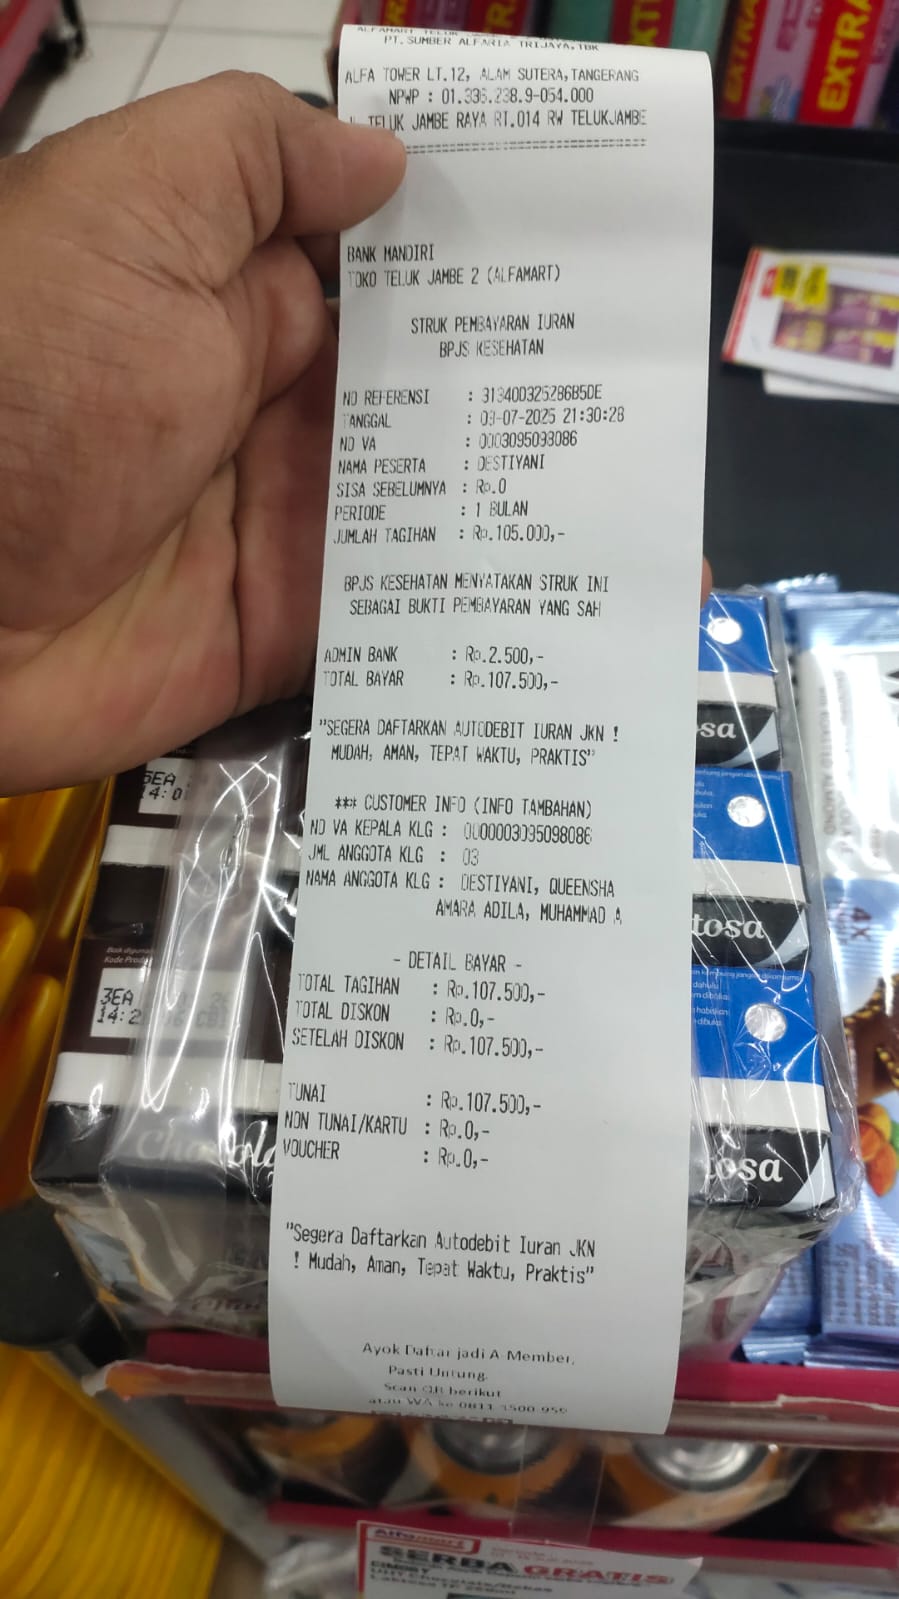 PT. SUMBER ALFARIA TRIJAYA, TBK
ALFA TOWER LT.12, ALAM SUTERA, TANGERANG
NPWP : 01.336.238.9-054.000
TELUK JAMBE RAYA RT.014 RW TELUKJAMBE
BANK MANDIRI
TOKO TELUK JAMBE 2 (ALFAMART)
STRUK PEMBAYARAN IURAN
BPJS KESEHATAN
NO REFERENSI : 31340D325286B5DE
TANGGAL : 03-07-2025 21:30:28
NO VA : 0003095098086
NAMA PESERTA : DESTIYANI
SISA SEBELUMNYA : Rp.0
PERIODE : 1 BULAN
JUMLAH TAGIHAN : Rp.105.000,-
BPJS KESEHATAN MENYATAKAN STRUK INI
SEBAGAI BUKTI PEMBAYARAN YANG SAH
ADMIN BANK : Rp.2.500,-
TOTAL BAYAR : Rp.107.500,-
"SEGERA DAFTARKAN AUTODEBIT IURAN JKN !
MUDAH, AMAN, TEPAT WAKTU, PRAKTIS"
*** CUSTOMER INFO (INFO TAMBAHAN)
NO VA KEPALA KLG : 0000003095098086
JML ANGGOTA KLG : 03
NAMA ANGGOTA KLG : DESTIYANI, QUEENSHA
AMARA ADILA, MUHAMMAD A
- DETAIL BAYAR -
TOTAL TAGIHAN : Rp.107.500,-
TOTAL DISKON : Rp.0,-
SETELAH DISKON : Rp.107.500,-
TUNAI : Rp.107.500,-
NON TUNAI/KARTU : Rp.0,-
VOUCHER : Rp.0,-
"Segera Daftarkan Autodebit Iuran JKN
! Mudah, Aman, Tepat Waktu, Praktis"
Ayok Daftar jadi A-Member,
Pasti Untung.
Scan QR berikut
atau WA ke 0811 1500 959
EXTRA
EXTRA
Alfamart
SERBA GRATIS